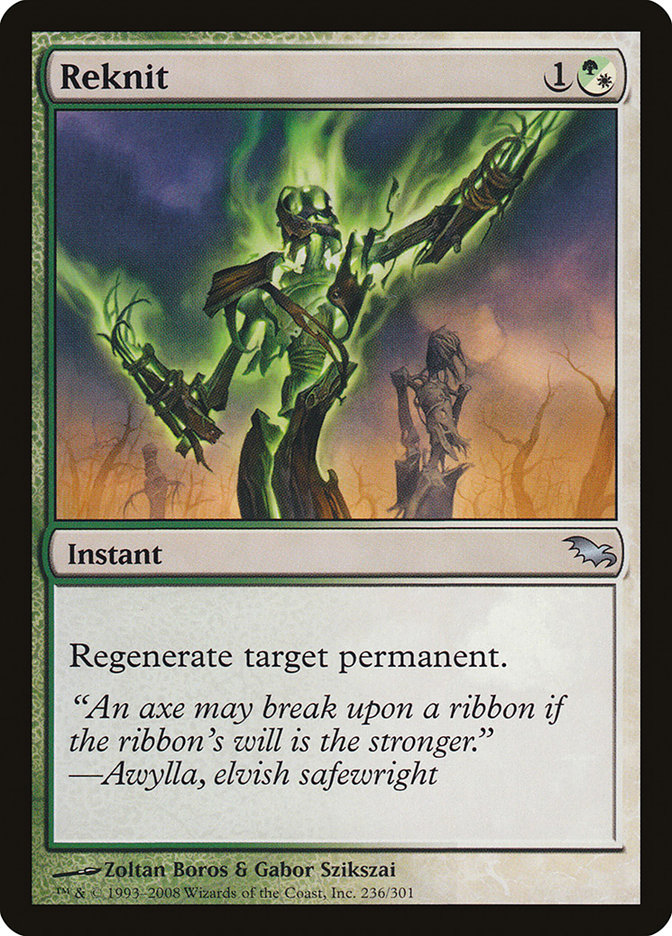 Reknit 1
Instant
Regenerate target permanent.
“An axe may break upon a ribbon if
the ribbon’s will is the stronger.”
—Awylla, elvish safewright
Zoltan Boros & Gabor Szikszai
™ & © 1993–2008 Wizards of the Coast, Inc. 236/301